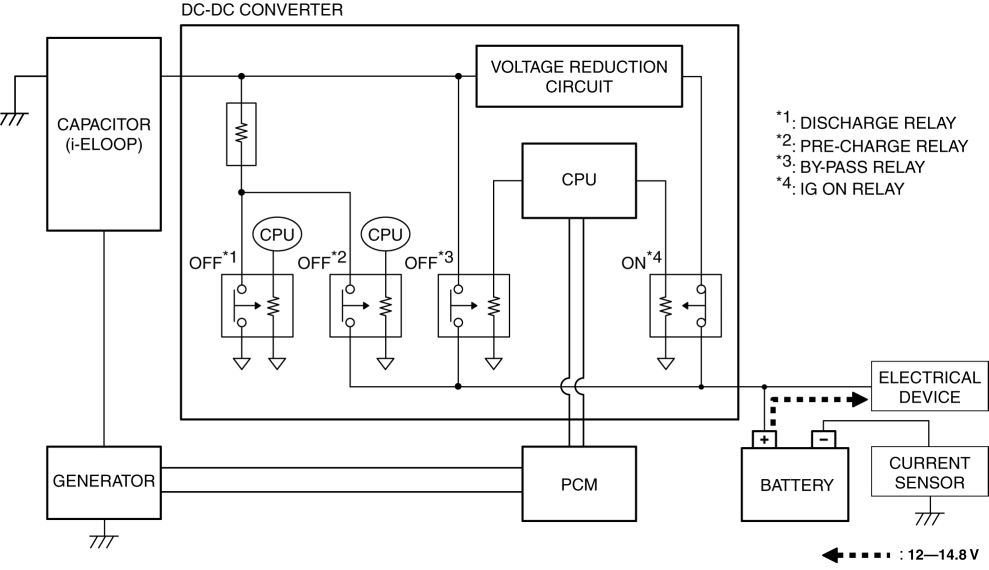 DC-DC CONVERTER
CAPACITOR
(i-ELOOP)
VOLTAGE REDUCTION
CIRCUIT
*1: DISCHARGE RELAY
*2: PRE-CHARGE RELAY
*3: BY-PASS RELAY
*4: IG ON RELAY
CPU
CPU
CPU
OFF*1
OFF*2
OFF*3
ON*4
ELECTRICAL
DEVICE
+
−
GENERATOR
PCM
BATTERY
CURRENT
SENSOR
: 12—14.8 V